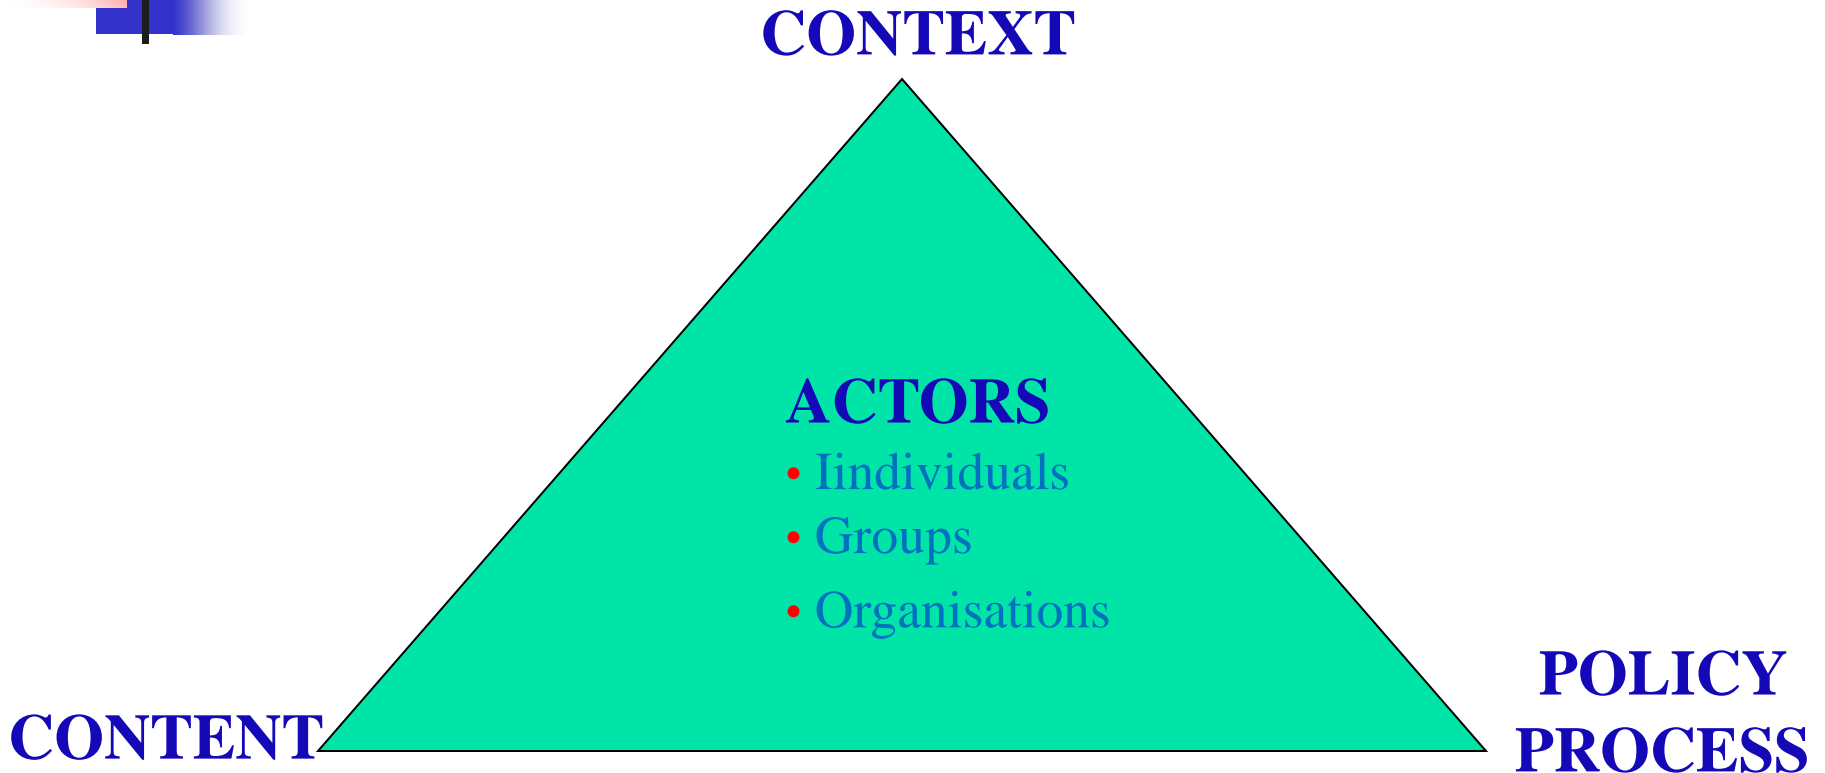 CONTEXT
ACTORS
• Iindividuals
• Groups
• Organisations
POLICY
PROCESS
CONTENT